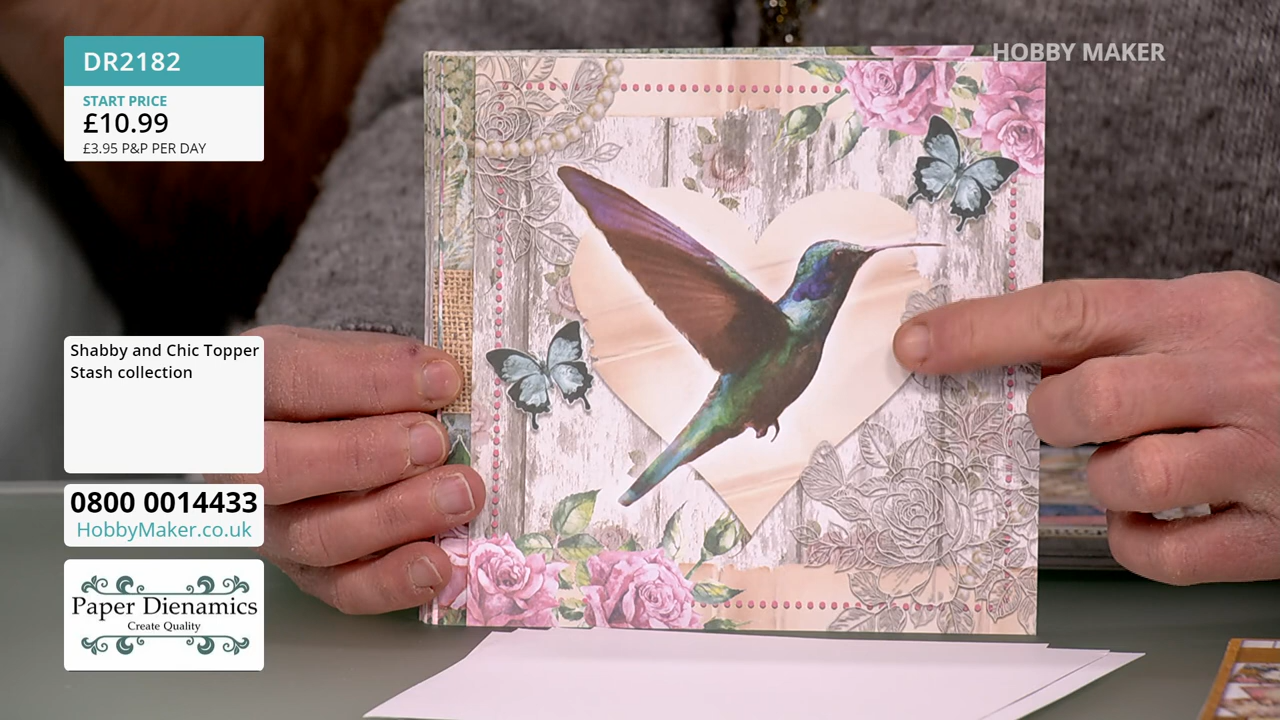 DR2182
START PRICE
£10.99
£3.95 P&P PER DAY
HOBBY MAKER
Shabby and Chic Topper
Stash collection
0800 0014433
HobbyMaker.co.uk
Paper Dienamics
Create Quality